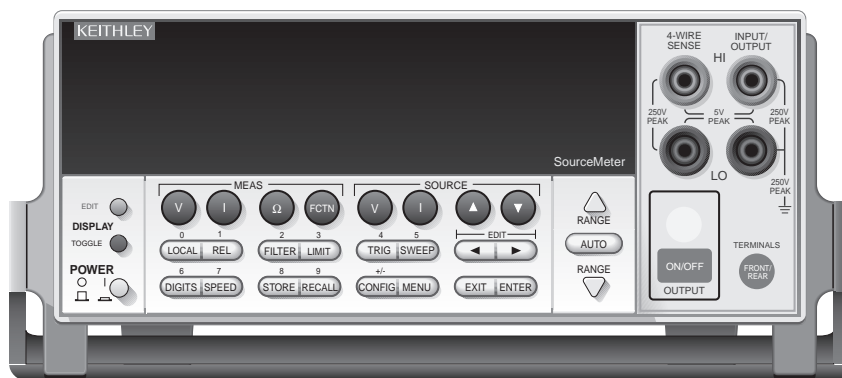 KEITHLEY
SourceMeter
4-WIRE
SENSE
INPUT/
OUTPUT
HI
250V
PEAK
5V
PEAK
250V
PEAK
LO
250V
PEAK
MEAS
SOURCE
EDIT
V I Ω FCTN V I
RANGE
DISPLAY
0 1 2 3 4 5 EDIT
TOGGLE
LOCAL REL FILTER LIMIT TRIG SWEEP
AUTO
POWER
6 7 8 9 +/-
RANGE
DIGITS SPEED STORE RECALL CONFIG MENU EXIT ENTER
O I
ON/OFF
OUTPUT
TERMINALS
FRONT/
REAR